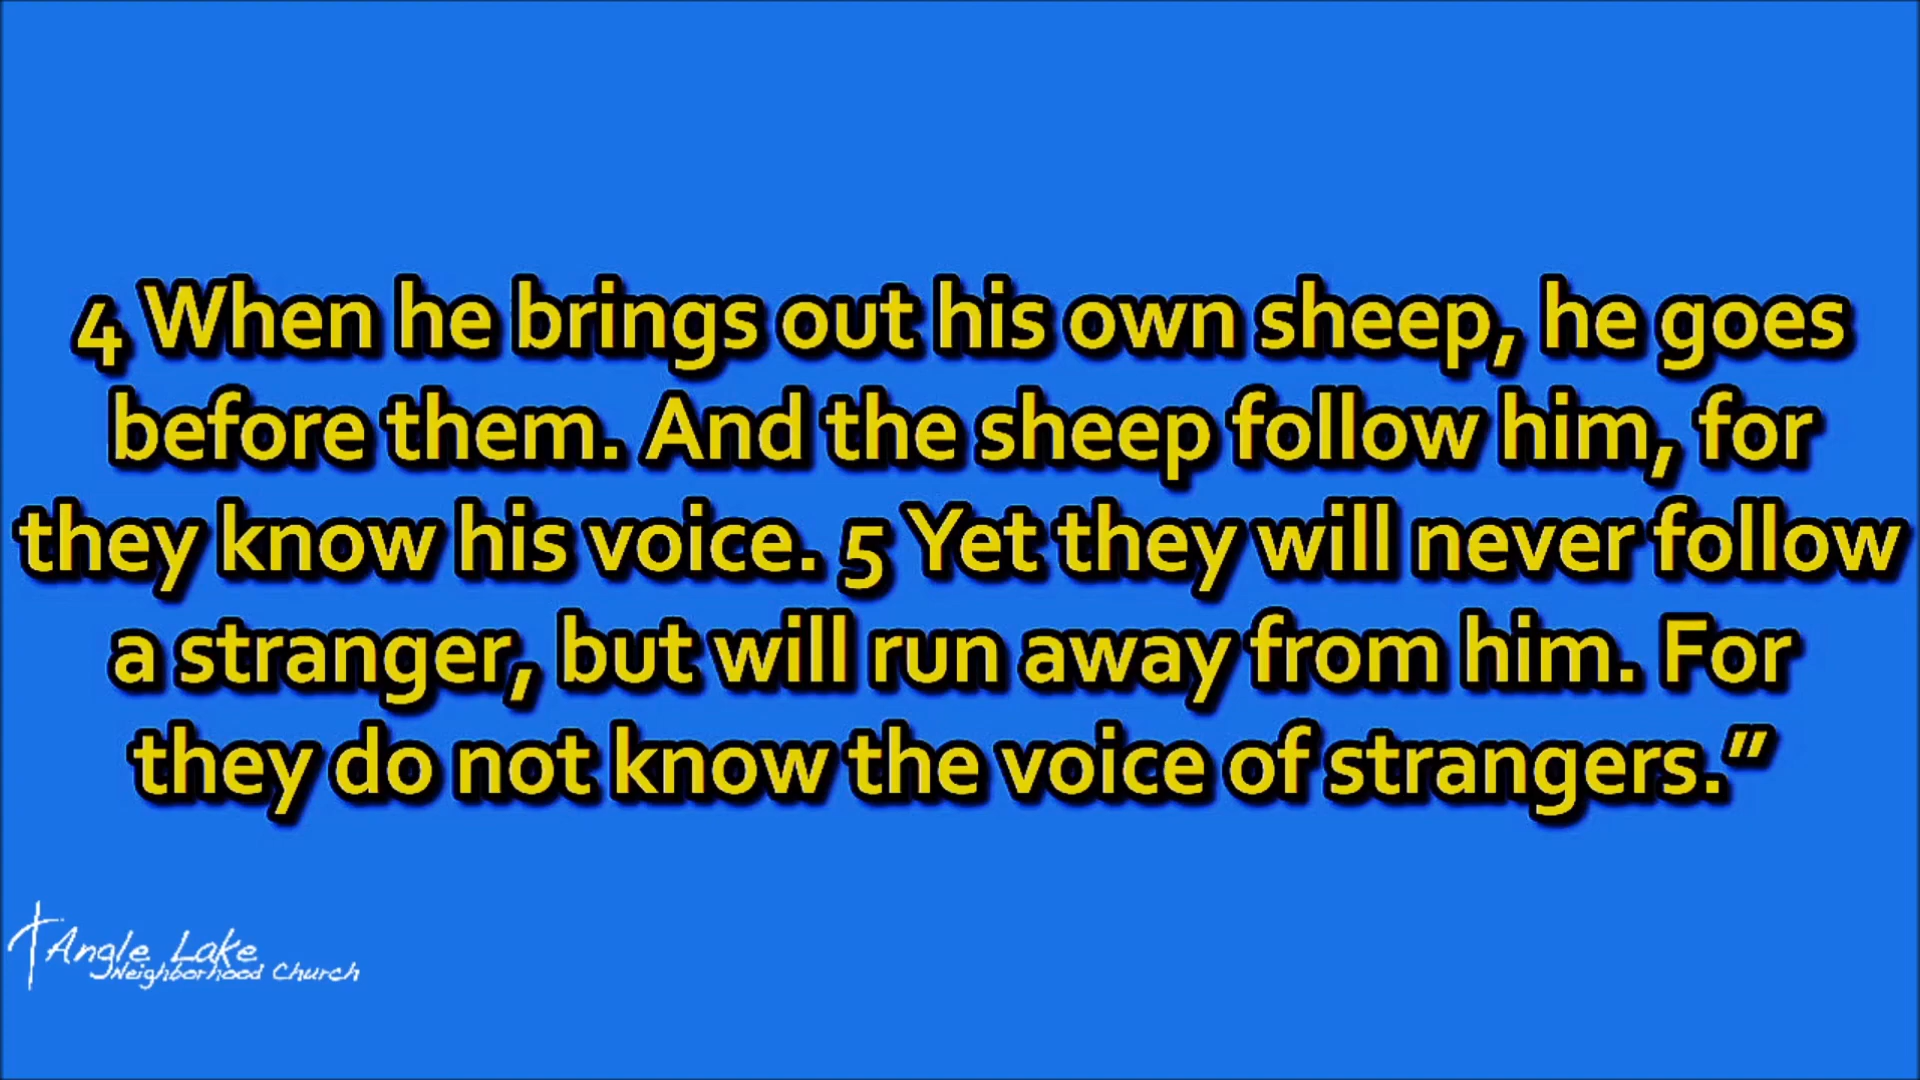 4 When he brings out his own sheep, he goes
before them. And the sheep follow him, for
they know his voice. 5 Yet they will never follow
a stranger, but will run away from him. For
they do not know the voice of strangers.”
Angle Lake
Neighborhood Church